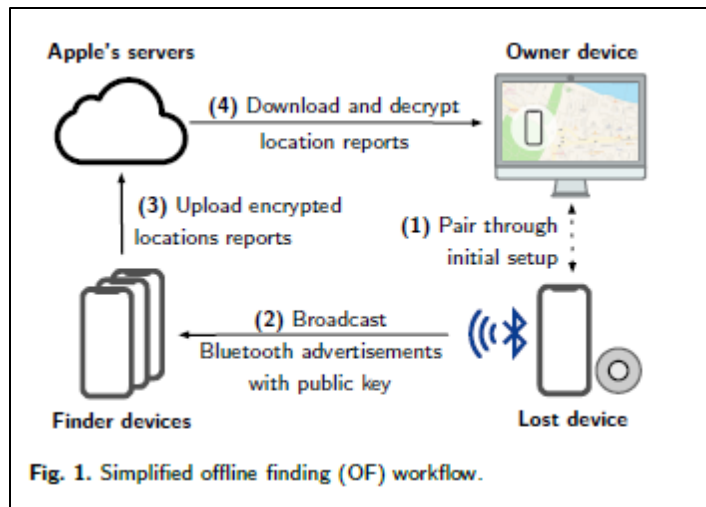 Apple's servers
Owner device
(4) Download and decrypt
location reports
(3) Upload encrypted
locations reports
(1) Pair through
initial setup
(2) Broadcast
Bluetooth advertisements
with public key
Finder devices
Lost device
Fig. 1. Simplified offline finding (OF) workflow.